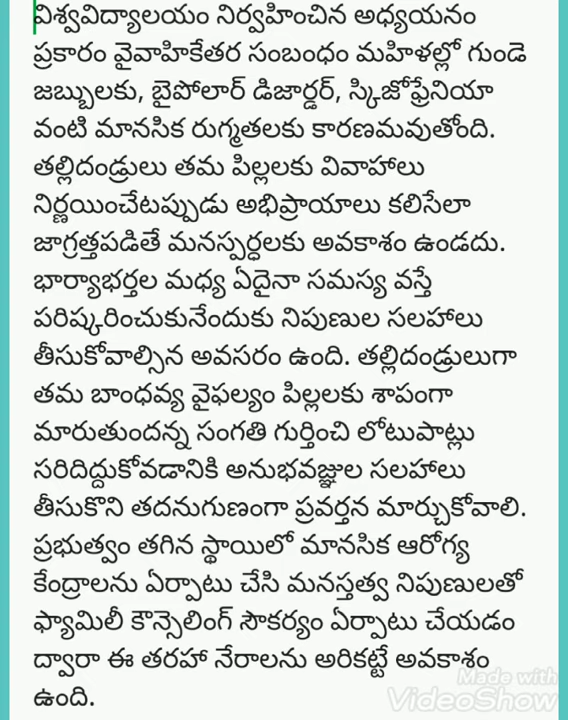 విశ్వవిద్యాలయం నిర్వహించిన అధ్యయనం
ప్రకారం వైవాహికేతర సంబంధం మహిళల్లో గుండె
జబ్బులకు, బైపోలార్ డిజార్డర్, స్కిజోఫ్రేనియా
వంటి మానసిక రుగ్మతలకు కారణమవుతోంది.
తల్లిదండ్రులు తమ పిల్లలకు వివాహాలు
నిర్ణయించేటప్పుడు అభిప్రాయాలు కలిసేలా
జాగ్రత్తపడితే మనస్పర్ధలకు అవకాశం ఉండదు.
భార్యాభర్తల మధ్య ఏదైనా సమస్య వస్తే
పరిష్కరించుకునేందుకు నిపుణుల సలహాలు
తీసుకోవాల్సిన అవసరం ఉంది. తల్లిదండ్రులుగా
తమ బాంధవ్య వైఫల్యం పిల్లలకు శాపంగా
మారుతుందన్న సంగతి గుర్తించి లోటుపాట్లు
సరిదిద్దుకోవడానికి అనుభవజ్ఞుల సలహాలు
తీసుకొని తదనుగుణంగా ప్రవర్తన మార్చుకోవాలి.
ప్రభుత్వం తగిన స్థాయిలో మానసిక ఆరోగ్య
కేంద్రాలను ఏర్పాటు చేసి మనస్తత్వ నిపుణులతో
ఫ్యామిలీ కౌన్సెలింగ్ సౌకర్యం ఏర్పాటు చేయడం
ద్వారా ఈ తరహా నేరాలను అరికట్టే అవకాశం
ఉంది.
Made with
VideoShow